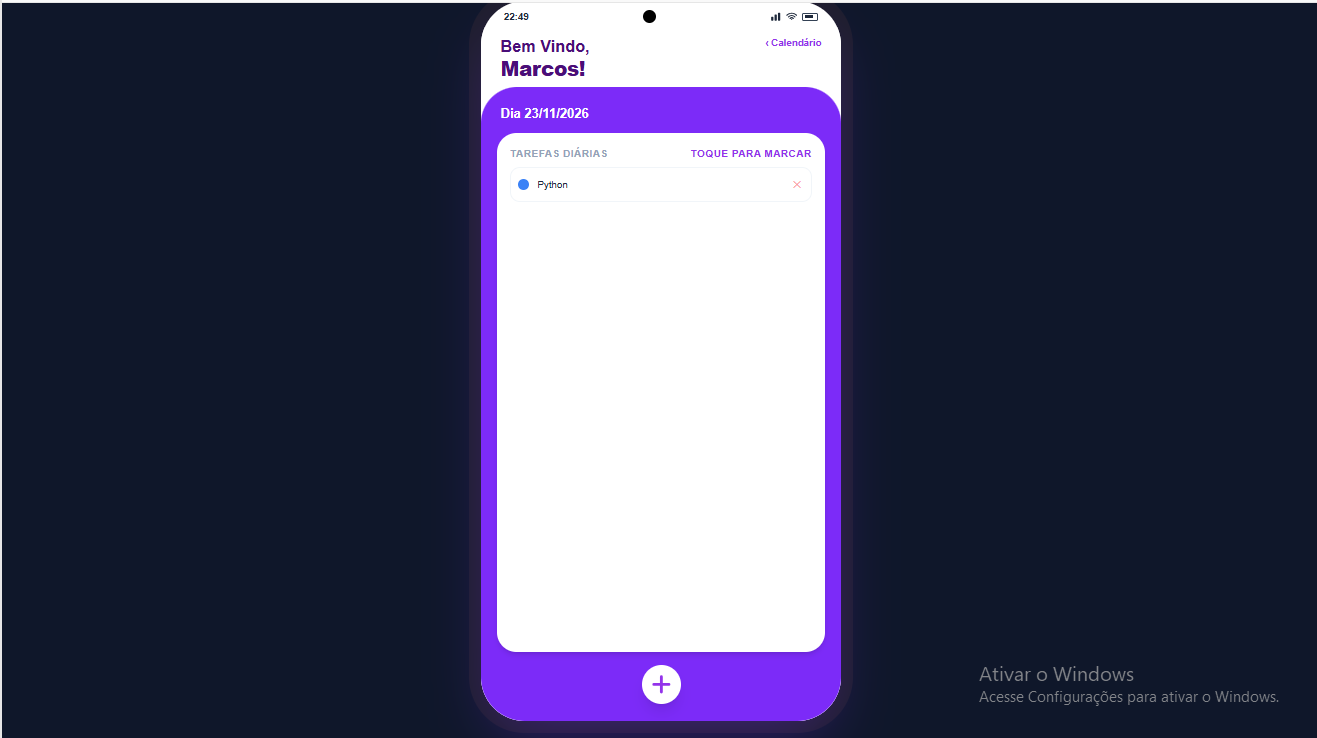 22:49
Bem Vindo,
‹ Calendário
Marcos!
Dia 23/11/2026
TAREFAS DIÁRIAS
TOQUE PARA MARCAR
Python
Ativar o Windows
Acesse Configurações para ativar o Windows.